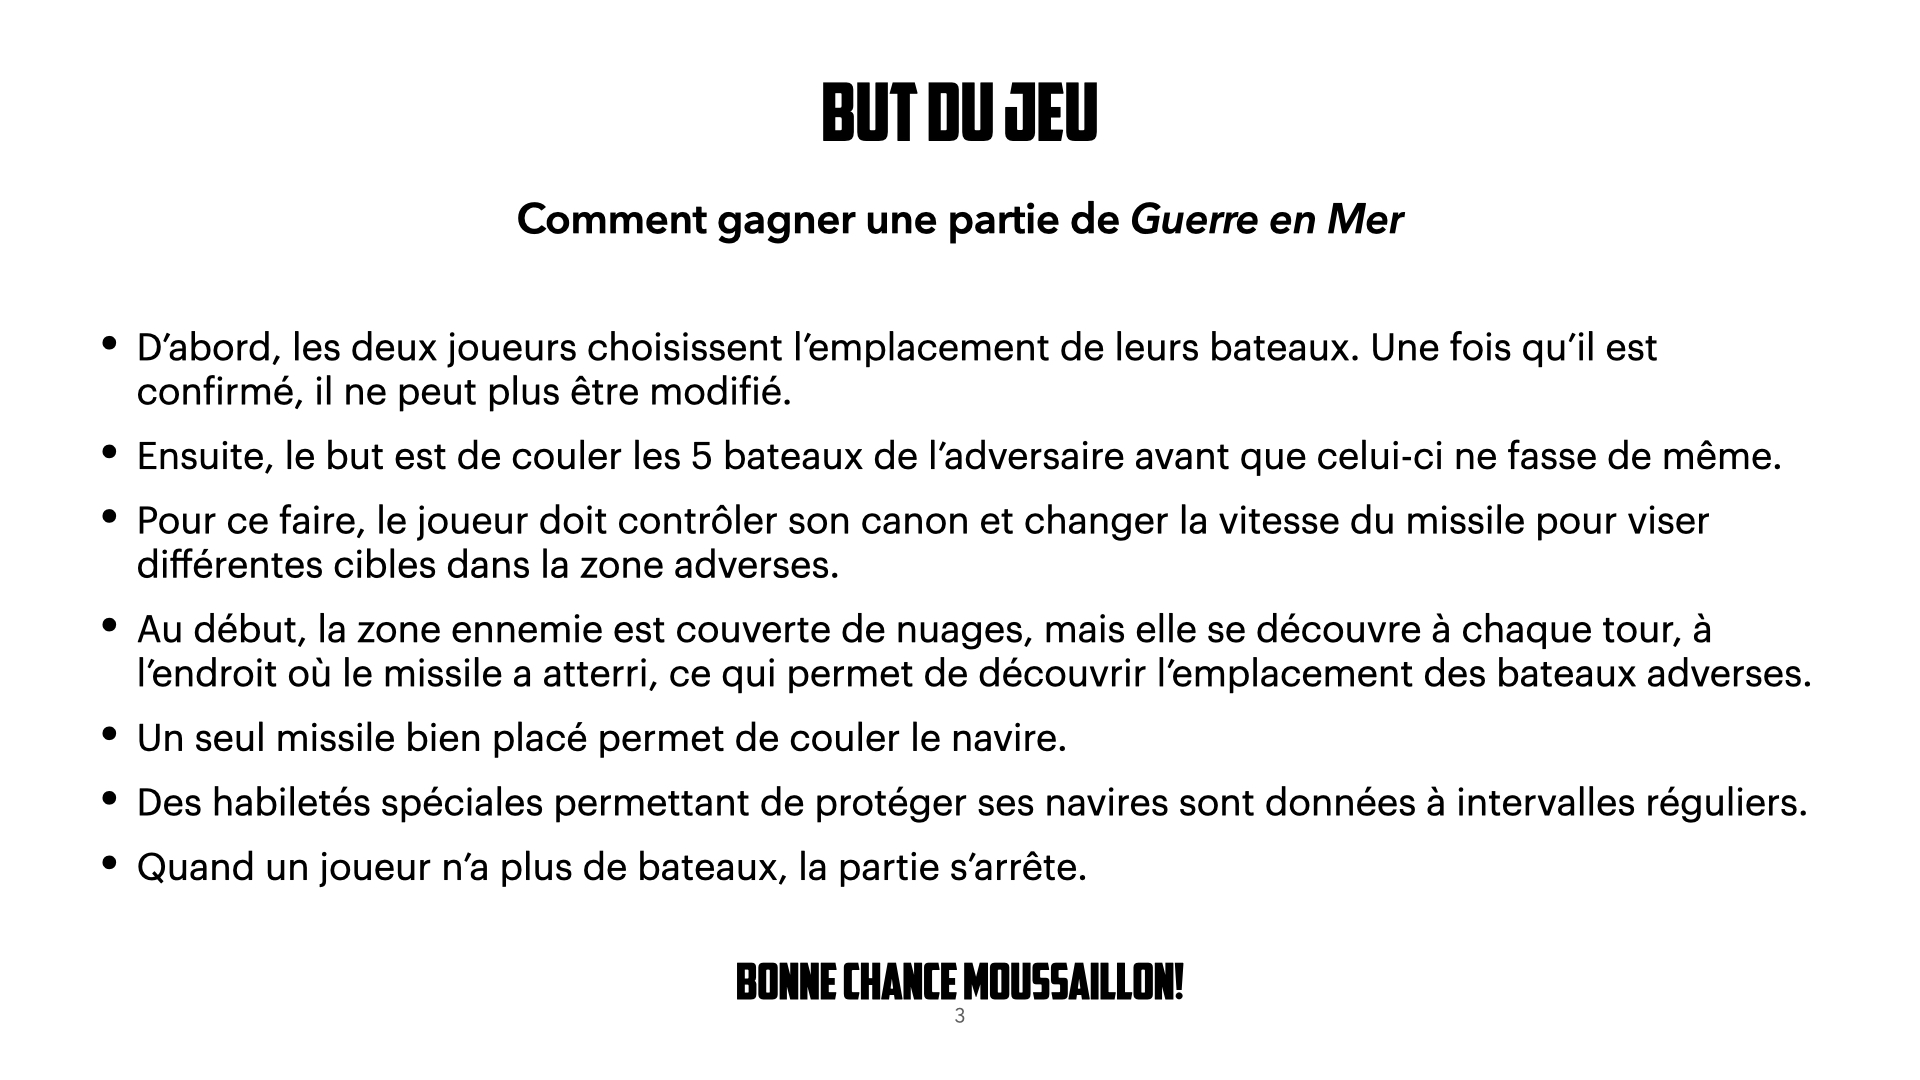 BUT DU JEU
Comment gagner une partie de Guerre en Mer
• D’abord, les deux joueurs choisissent l’emplacement de leurs bateaux. Une fois qu’il est
confirmé, il ne peut plus être modifié.
• Ensuite, le but est de couler les 5 bateaux de l’adversaire avant que celui-ci ne fasse de même.
• Pour ce faire, le joueur doit contrôler son canon et changer la vitesse du missile pour viser
différentes cibles dans la zone adverses.
• Au début, la zone ennemie est couverte de nuages, mais elle se découvre à chaque tour, à
l’endroit où le missile a atterri, ce qui permet de découvrir l’emplacement des bateaux adverses.
• Un seul missile bien placé permet de couler le navire.
• Des habiletés spéciales permettant de protéger ses navires sont données à intervalles réguliers.
• Quand un joueur n’a plus de bateaux, la partie s’arrête.
BONNE CHANCE MOUSSAILLON!
3